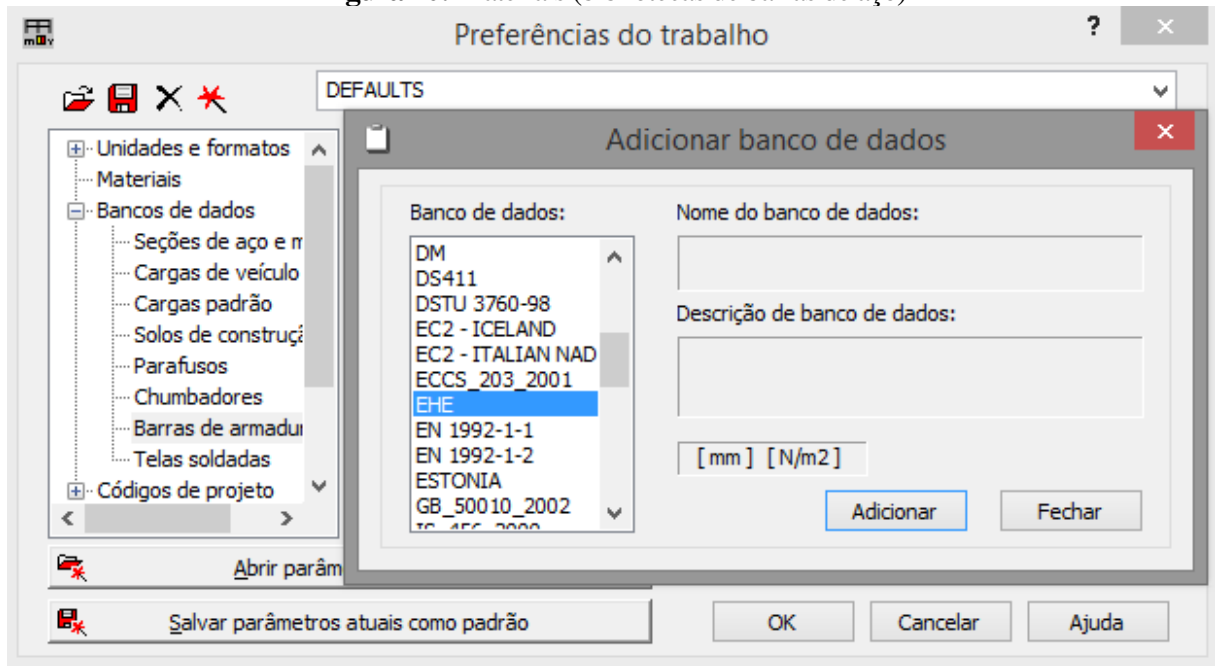 Preferências do trabalho
?
DEFAULTS
Unidades e formatos
Materiais
Bancos de dados
Seções de aço e m
Cargas de veículo
Cargas padrão
Solos de construçã
Parafusos
Chumbadores
Barras de armadur
Telas soldadas
Códigos de projeto
Adicionar banco de dados
Banco de dados:
DM
DS411
DSTU 3760-98
EC2 - ICELAND
EC2 - ITALIAN NAD
ECCS_203_2001
EHE
EN 1992-1-1
EN 1992-1-2
ESTONIA
GB_50010_2002
Nome do banco de dados:
Descrição de banco de dados:
[ mm ] [ N/m2 ]
Adicionar
Fechar
Abrir parâm
Salvar parâmetros atuais como padrão
OK
Cancelar
Ajuda